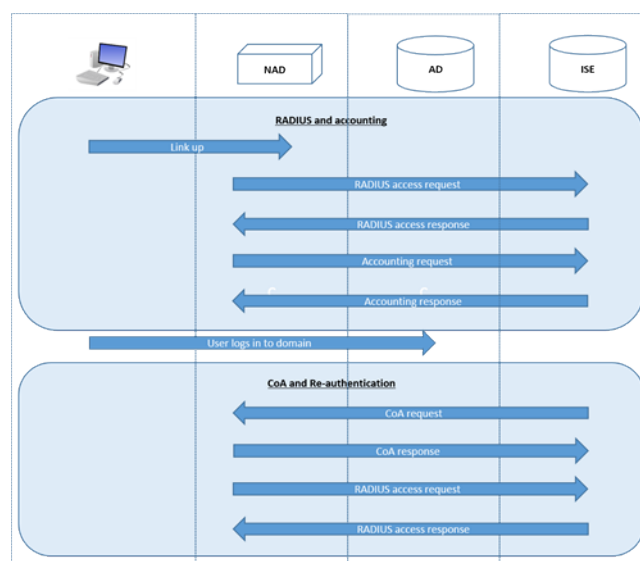 NAD
AD
ISE
RADIUS and accounting
Link up
RADIUS access request
RADIUS access response
Accounting request
Accounting response
User logs in to domain
CoA and Re-authentication
CoA request
CoA response
RADIUS access request
RADIUS access response